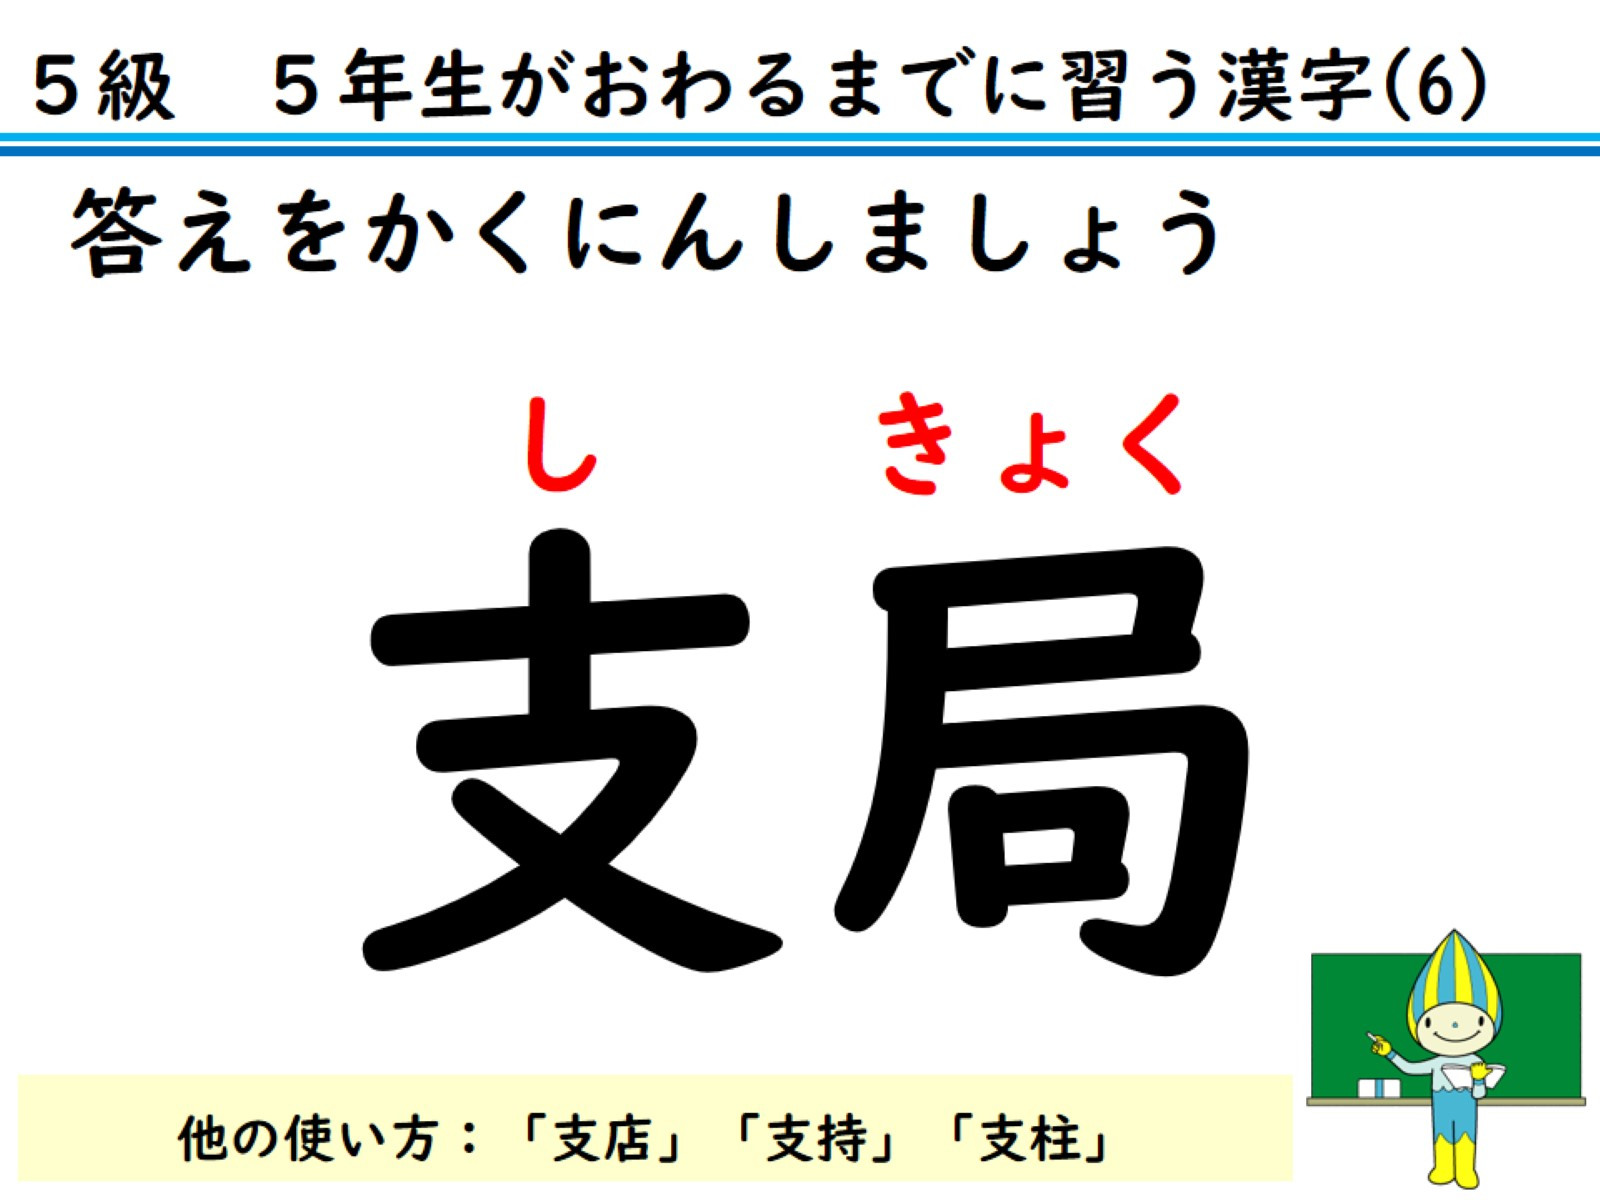 ５級　５年生がおわるまでに習う漢字(6)
答えをかくにんしましょう
し　きょく
支局
他の使い方：「支店」「支持」「支柱」